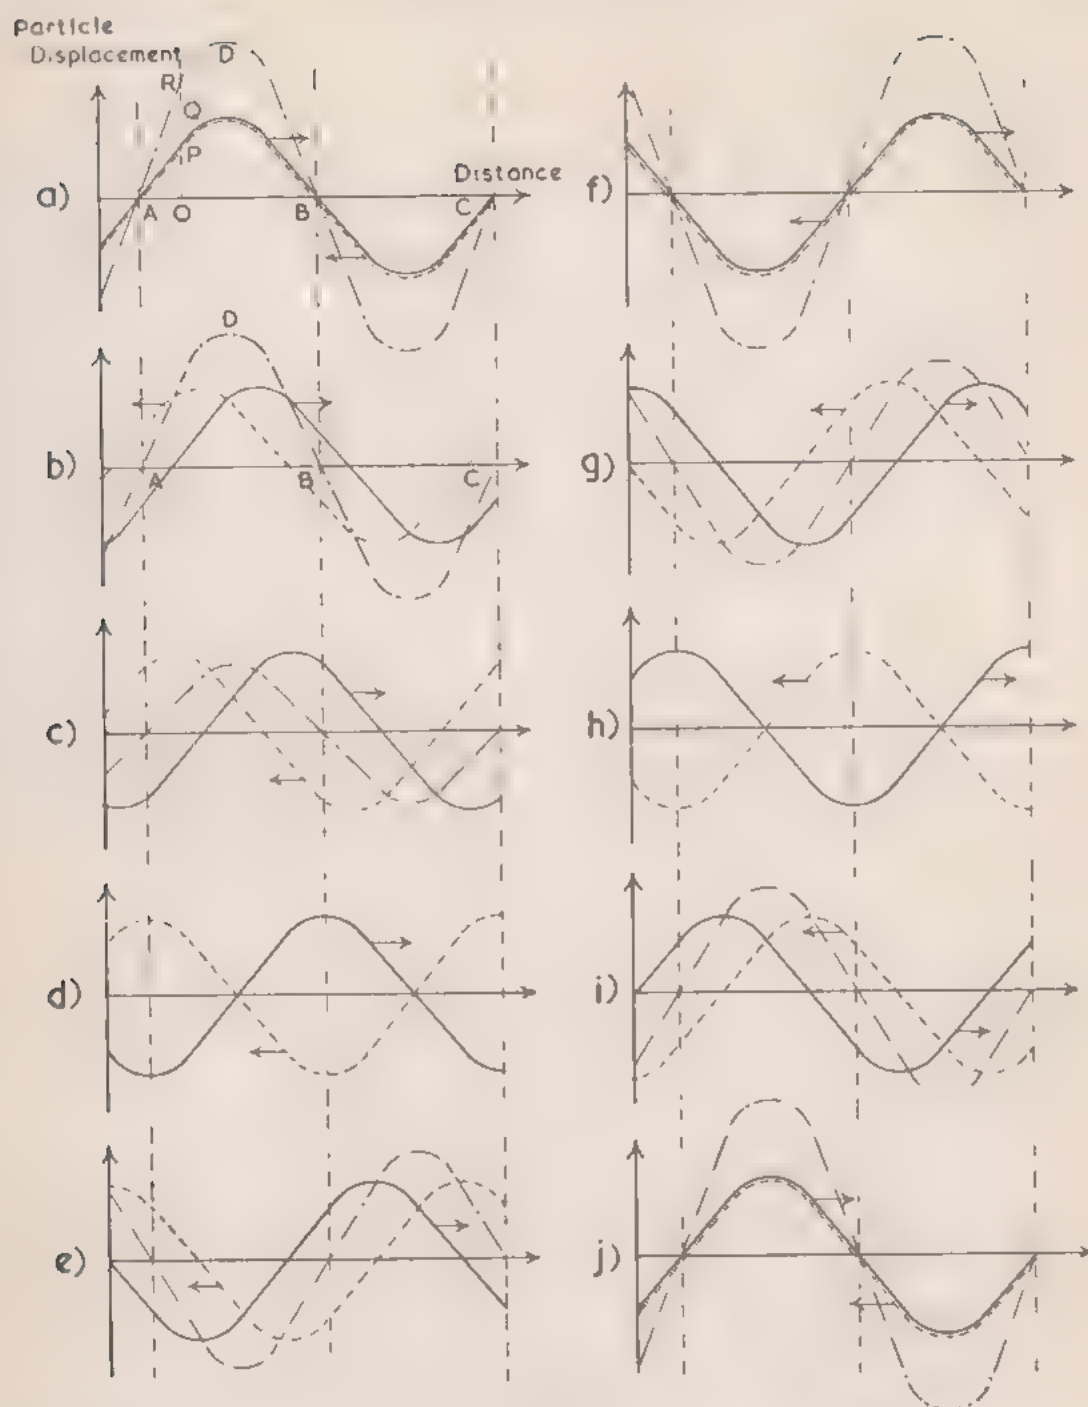 Particle
Displacement D
R
Q
P
Distance
a) A O B C
f)
D
b) A B C
g)
c)
h)
d)
i)
e)
j)